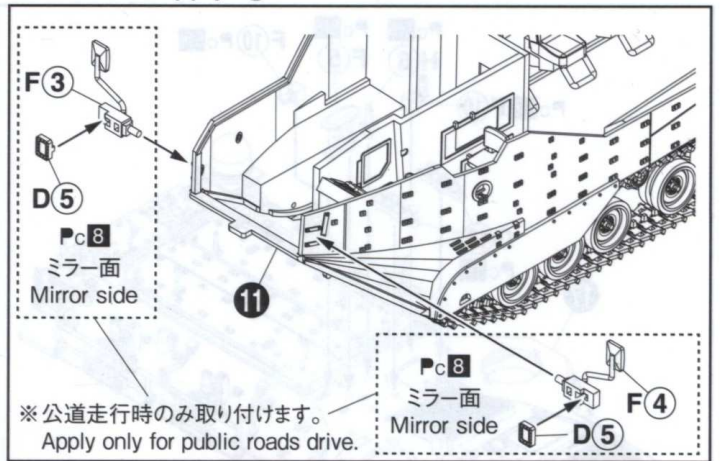 F③
D⑤
Pc 8
ミラー面
Mirror side
⓫
Pc 8
ミラー面
Mirror side
F④
D⑤
※公道走行時のみ取り付けます。
Apply only for public roads drive.